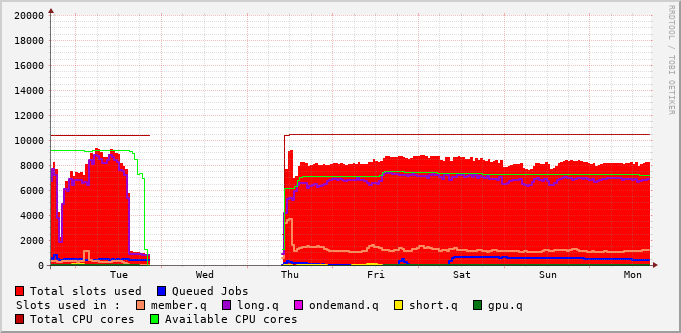 20000
18000
16000
14000
12000
10000
8000
6000
4000
2000
0
Tue Wed Thu Fri Sat Sun Mon
Total slots used Queued Jobs
Slots used in : member.q long.q ondemand.q short.q gpu.q
Total CPU cores Available CPU cores
RRDTOOL / TOBI OETIKER